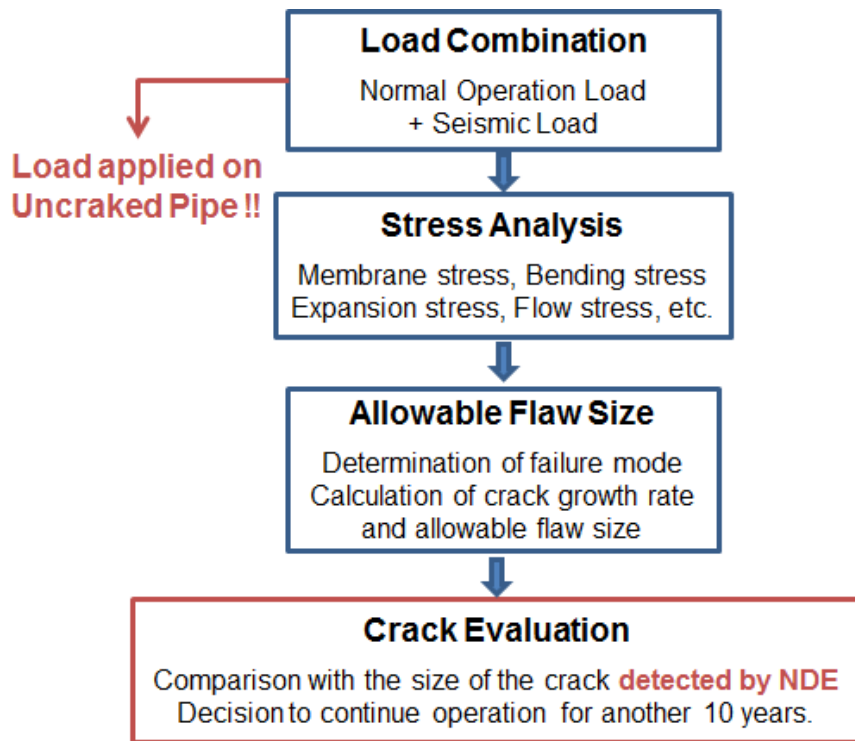 Load Combination
Normal Operation Load
+ Seismic Load
Load applied on
Uncraked Pipe !!
Stress Analysis
Membrane stress, Bending stress
Expansion stress, Flow stress, etc.
Allowable Flaw Size
Determination of failure mode
Calculation of crack growth rate
and allowable flaw size
Crack Evaluation
Comparison with the size of the crack detected by NDE
Decision to continue operation for another 10 years.